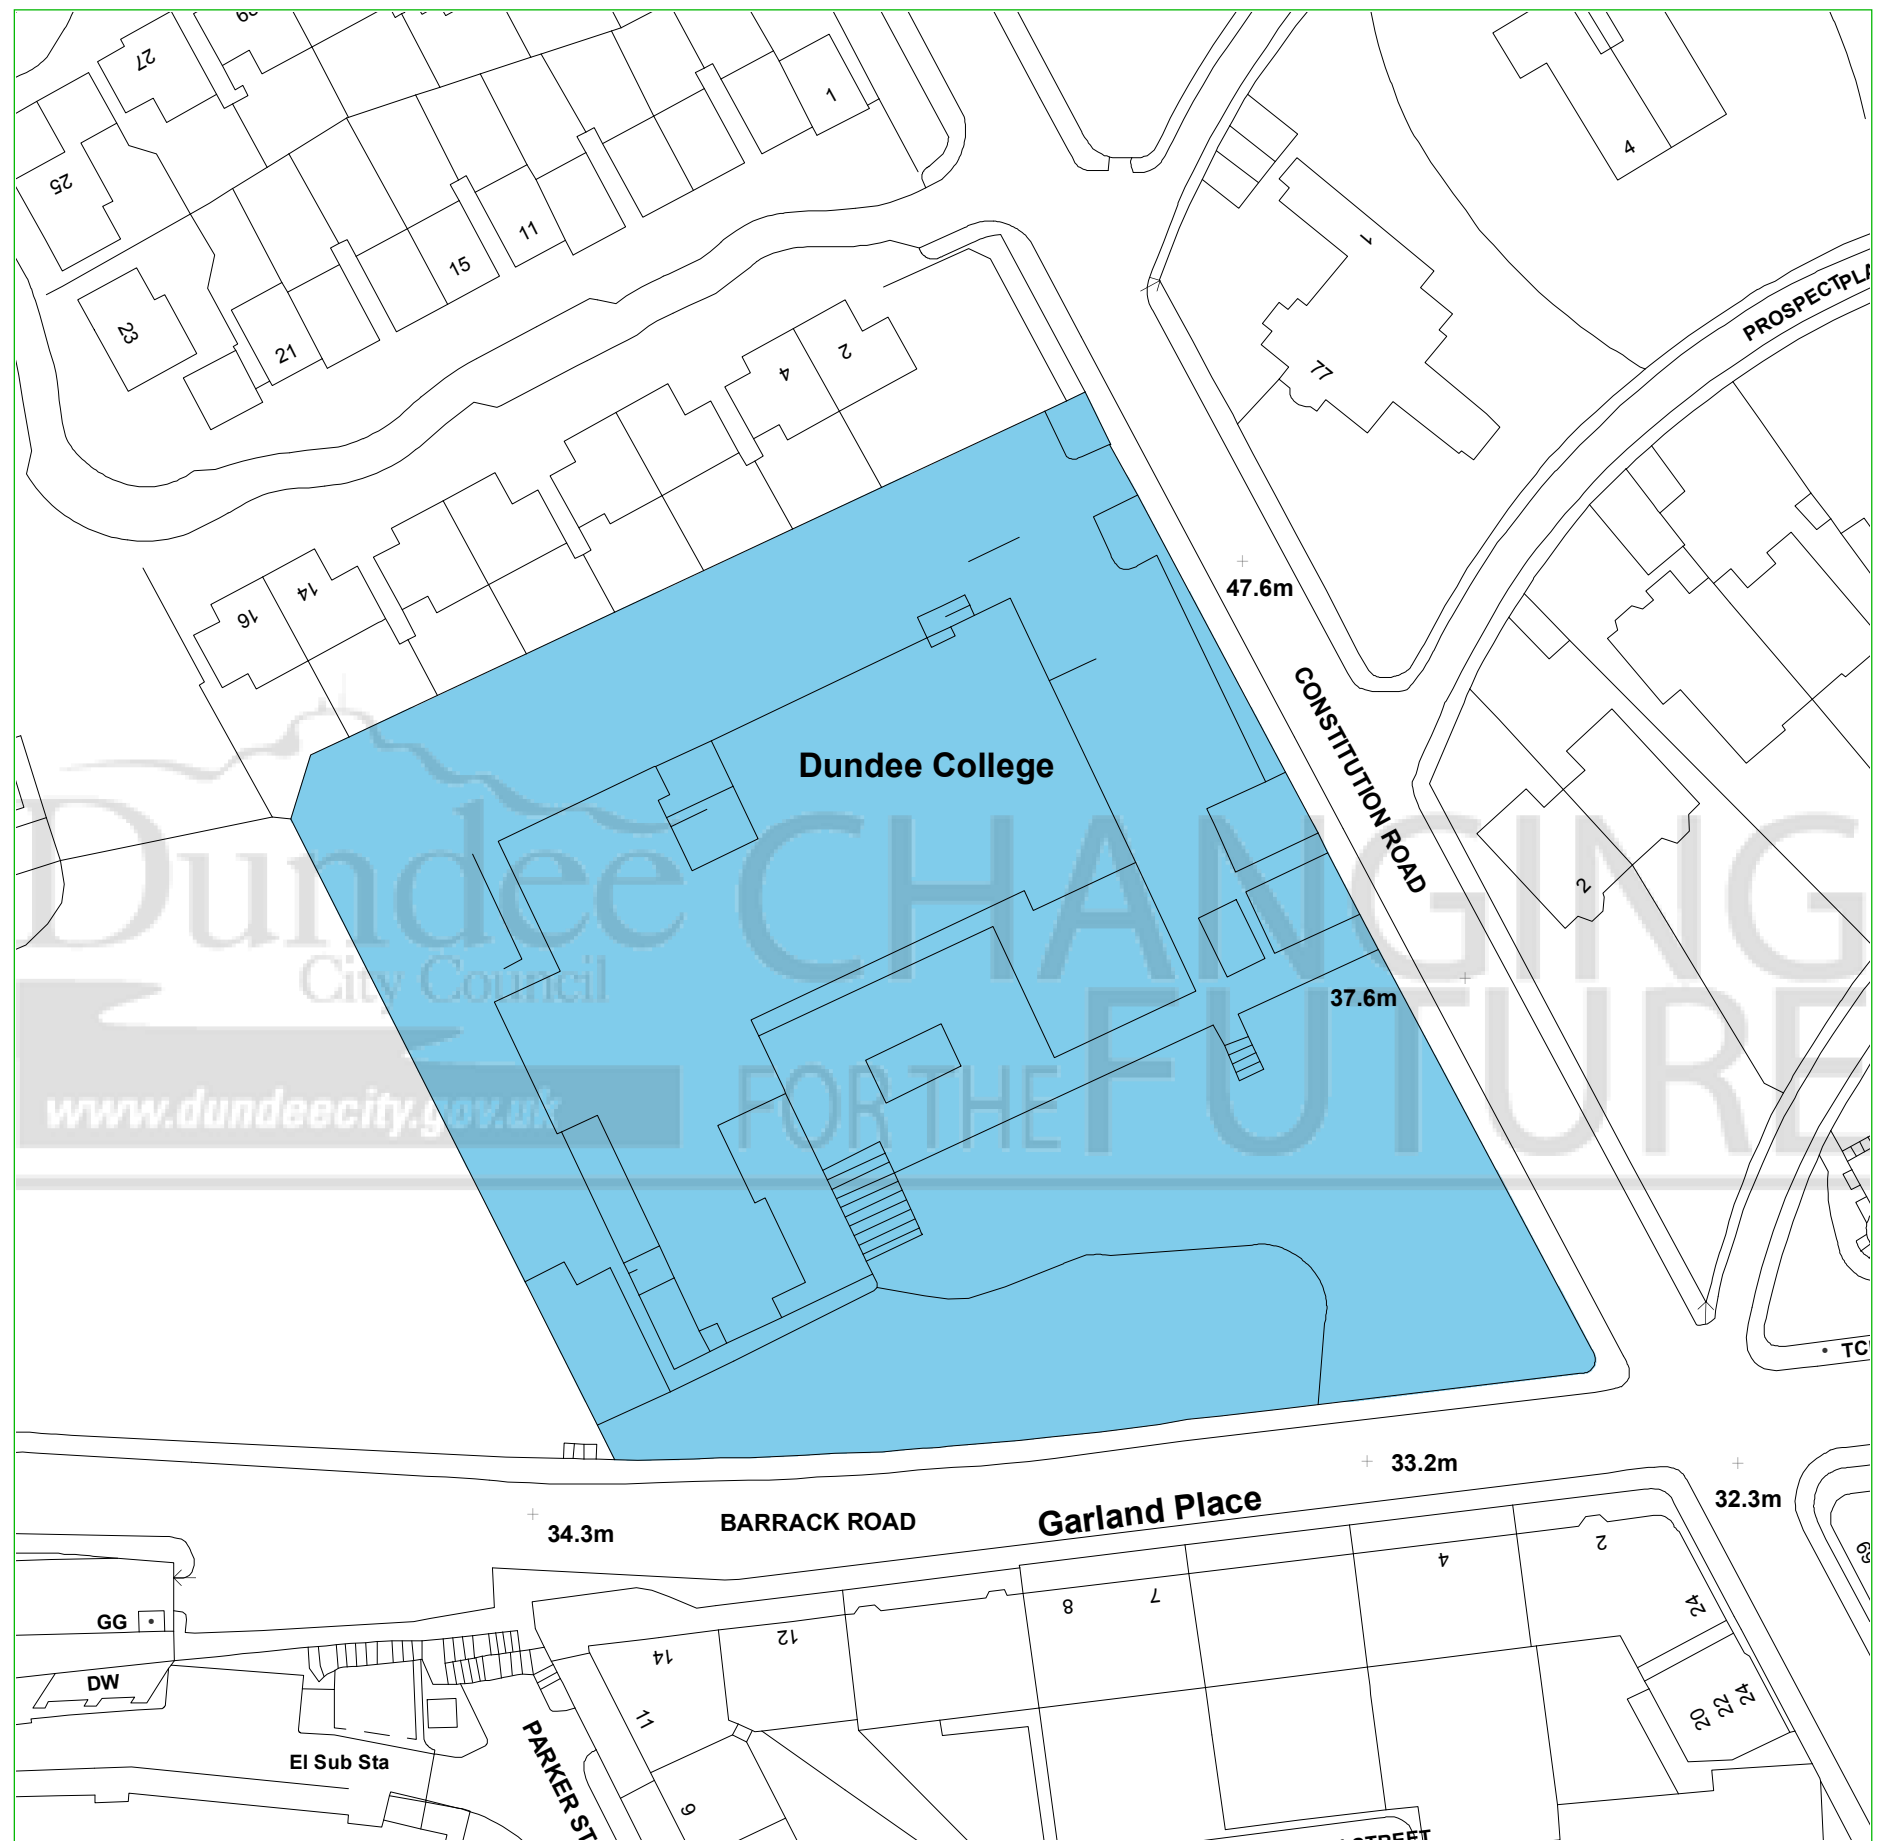 27
1
4
25
11
15
1
PROSPECT PLA
23
21
2
4
77
47.6m
14
16
CONSTITUTION ROAD
Dundee College
Dundee
City Council
www.dundeecity.gov.uk
CHANGING
FOR THE FUTURE
2
37.6m
TC
33.2m
32.3m
34.3m
BARRACK ROAD
Garland Place
2
4
7
8
12
14
24
69
GG
DW
11
24
22
20
El Sub Sta
PARKER ST
9
STREET